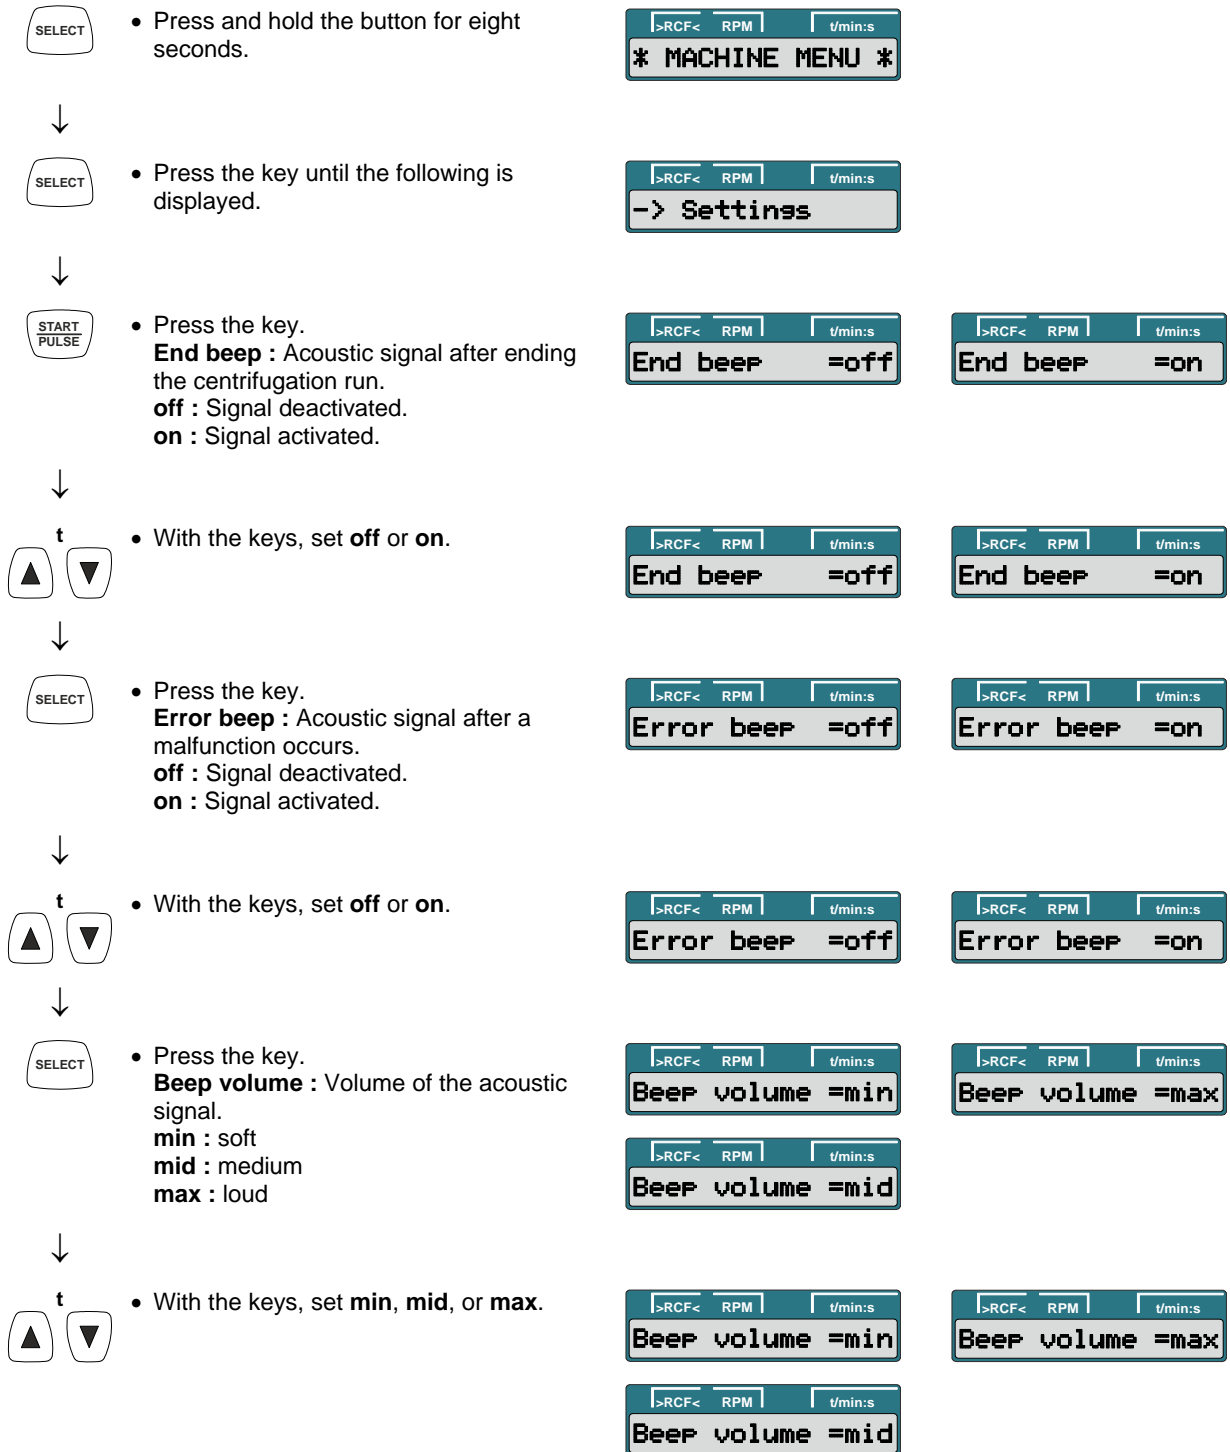 SELECT
• Press and hold the button for eight
seconds.
>RCF< RPM t/min:s
* MACHINE MENU *
↓
SELECT
• Press the key until the following is
displayed.
>RCF< RPM t/min:s
-> Settings
↓
START
PULSE
• Press the key.
End beep : Acoustic signal after ending
the centrifugation run.
off : Signal deactivated.
on : Signal activated.
>RCF< RPM t/min:s
End beep =off
>RCF< RPM t/min:s
End beep =on
↓
t
▲ ▼
• With the keys, set off or on.
>RCF< RPM t/min:s
End beep =off
>RCF< RPM t/min:s
End beep =on
↓
SELECT
• Press the key.
Error beep : Acoustic signal after a
malfunction occurs.
off : Signal deactivated.
on : Signal activated.
>RCF< RPM t/min:s
Error beep =off
>RCF< RPM t/min:s
Error beep =on
↓
t
▲ ▼
• With the keys, set off or on.
>RCF< RPM t/min:s
Error beep =off
>RCF< RPM t/min:s
Error beep =on
↓
SELECT
• Press the key.
Beep volume : Volume of the acoustic
signal.
min : soft
mid : medium
max : loud
>RCF< RPM t/min:s
Beep volume =min
>RCF< RPM t/min:s
Beep volume =max
>RCF< RPM t/min:s
Beep volume =mid
↓
t
▲ ▼
• With the keys, set min, mid, or max.
>RCF< RPM t/min:s
Beep volume =min
>RCF< RPM t/min:s
Beep volume =max
>RCF< RPM t/min:s
Beep volume =mid